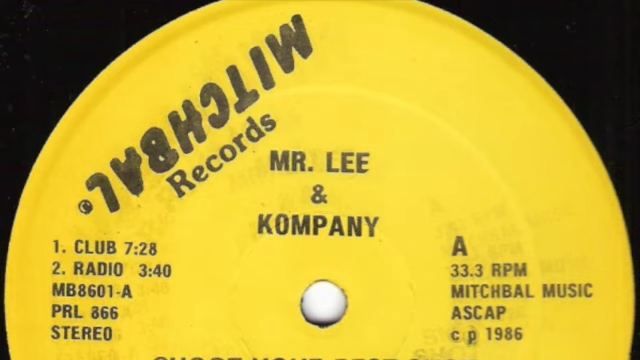 MITCHBAL
Records
MR. LEE
&
KOMPANY
1. CLUB 7:28
2. RADIO 3:40
MB8601-A
PRL 866
STEREO
A
33.3 RPM
MITCHBAL MUSIC
ASCAP
c p 1986